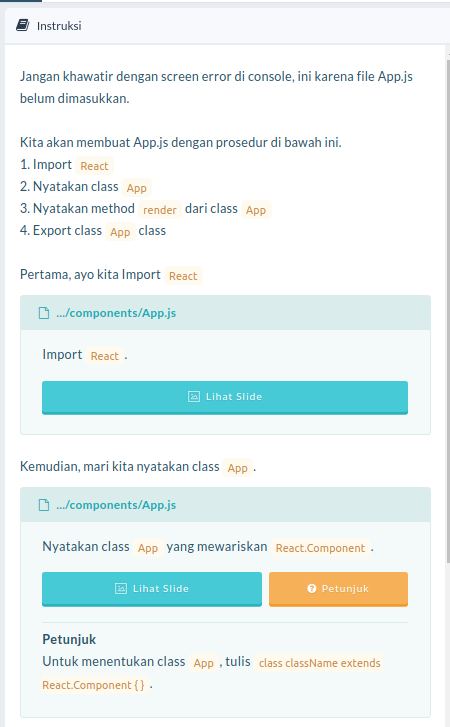 Instruksi
Jangan khawatir dengan screen error di console, ini karena file App.js
belum dimasukkan.
Kita akan membuat App.js dengan prosedur di bawah ini.
1. Import React
2. Nyatakan class App
3. Nyatakan method render dari class App
4. Export class App class
Pertama, ayo kita Import React
.../components/App.js
Import React .
Lihat Slide
Kemudian, mari kita nyatakan class App .
.../components/App.js
Nyatakan class App yang mewariskan React.Component .
Lihat Slide Petunjuk
Petunjuk
Untuk menentukan class App , tulis class className extends
React.Component { } .